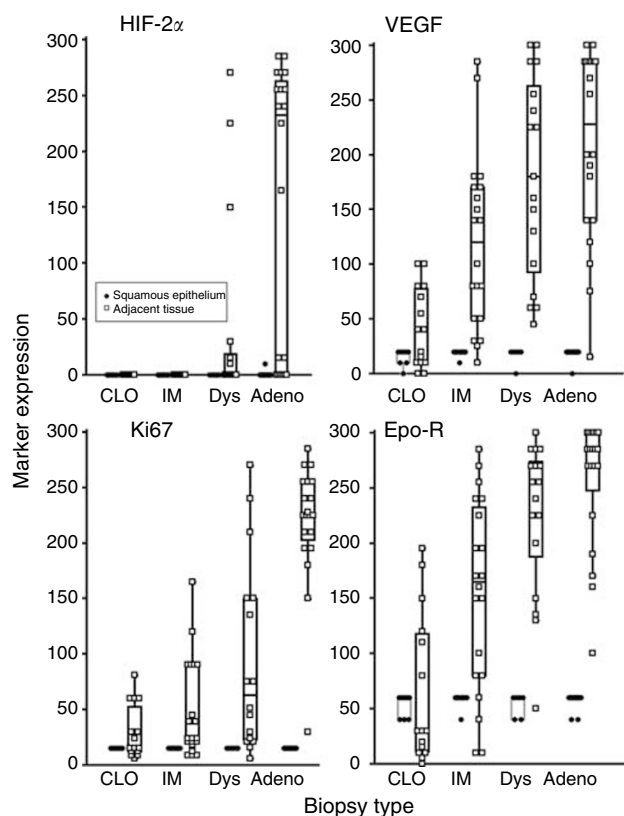 HIF-2α
VEGF
300
250
200
150
100
50
0
Squamous epithelium
Adjacent tissue
CLO IM Dys Adeno
300
250
200
150
100
50
0
CLO IM Dys Adeno
Marker expression
Ki67
Epo-R
300
250
200
150
100
50
0
CLO IM Dys Adeno
300
250
200
150
100
50
0
CLO IM Dys Adeno
Biopsy type